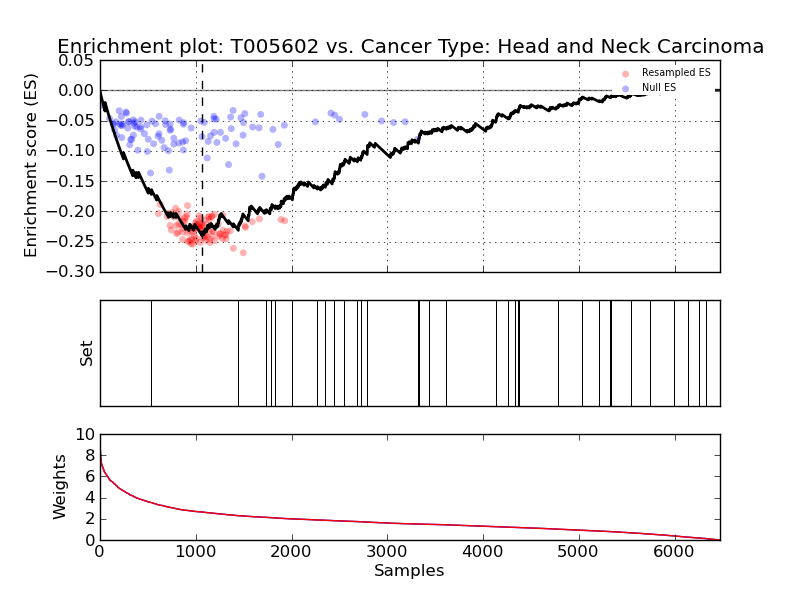 Enrichment plot: T005602 vs. Cancer Type: Head and Neck Carcinoma
Enrichment score (ES)
0.05
0.00
−0.05
−0.10
−0.15
−0.20
−0.25
−0.30
Resampled ES
Null ES
Set
Weights
10
8
6
4
2
0
0 1000 2000 3000 4000 5000 6000
Samples